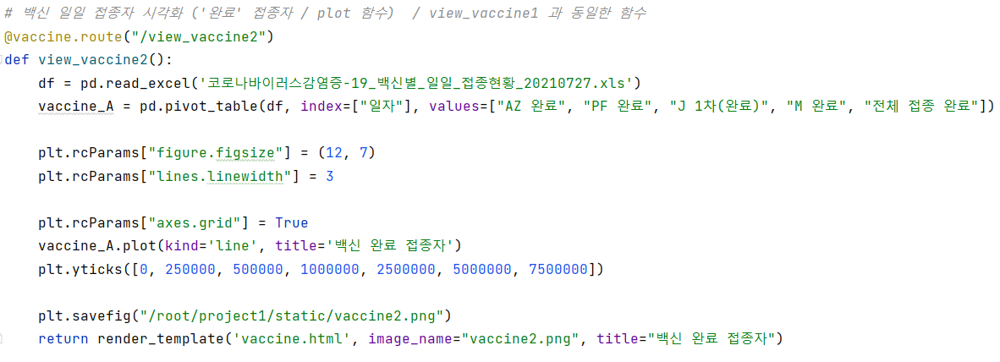 # 백신 일일 접종자 시각화 ('완료' 접종자 / plot 함수)  / view_vaccine1 과 동일한 함수
@vaccine.route("/view_vaccine2")
def view_vaccine2():
    df = pd.read_excel('코로나바이러스감염증-19_백신별_일일_접종현황_20210727.xls')
    vaccine_A = pd.pivot_table(df, index=["일자"], values=["AZ 완료", "PF 완료", "J 1차(완료)", "M 완료", "전체 접종 완료"])
    plt.rcParams["figure.figsize"] = (12, 7)
    plt.rcParams["lines.linewidth"] = 3
    plt.rcParams["axes.grid"] = True
    vaccine_A.plot(kind='line', title='백신 완료 접종자')
    plt.yticks([0, 250000, 500000, 1000000, 2500000, 5000000, 7500000])
    plt.savefig("/root/project1/static/vaccine2.png")
    return render_template('vaccine.html', image_name="vaccine2.png", title="백신 완료 접종자")